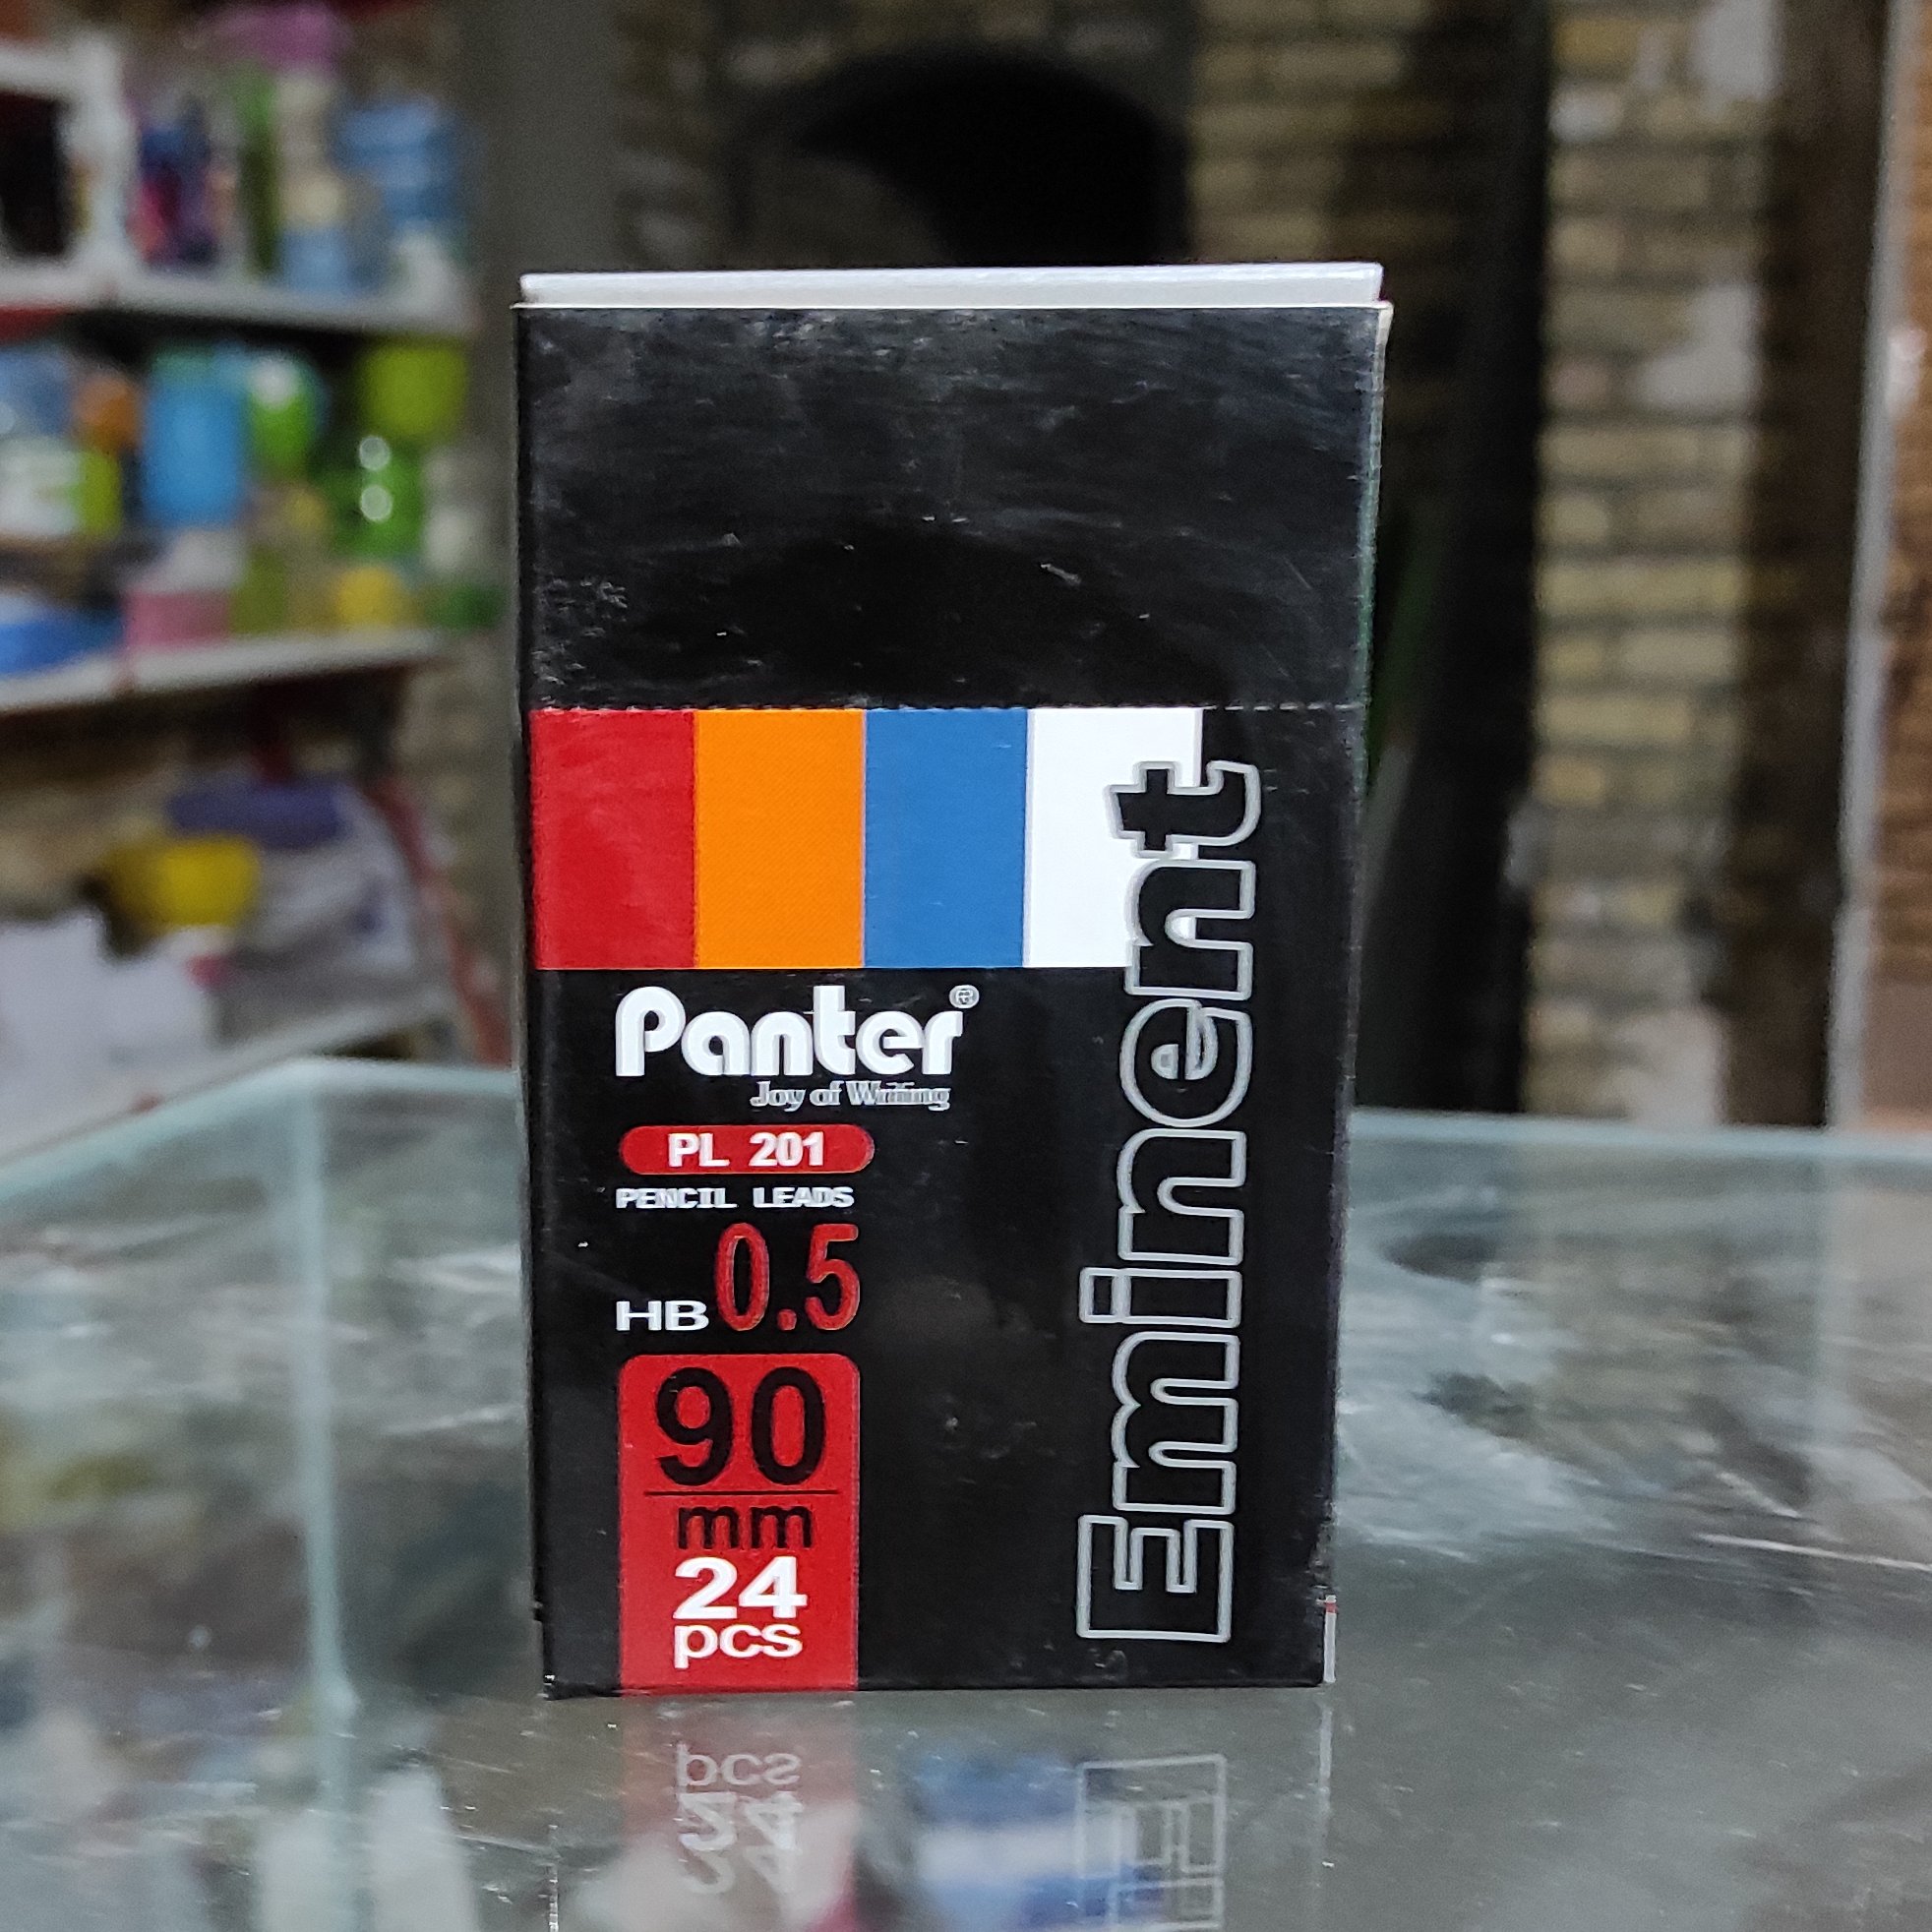 Panter®
Joy of Writing
PL 201
PENCIL LEADS
HB 0.5
90
mm
24
pcs
Eminent